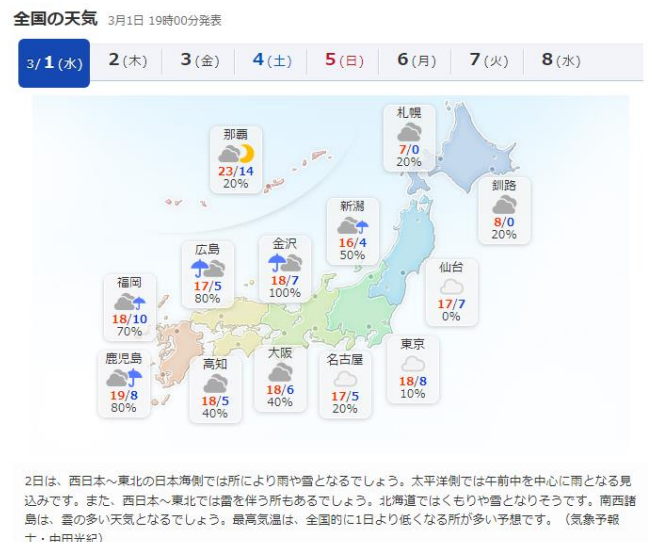 全国の天気 3月1日 19時00分発表
3/1(水) 2(木) 3(金) 4(土) 5(日) 6(月) 7(火) 8(水)
札幌
7/0
20%
那覇
23/14
20%
釧路
8/0
20%
新潟
16/4
50%
金沢
18/7
100%
広島
17/5
80%
仙台
17/7
0%
福岡
18/10
70%
東京
18/8
10%
大阪
18/6
40%
名古屋
17/5
20%
鹿児島
19/8
80%
高知
18/5
40%
2日は、西日本～東北の日本海側では所により雨や雪となるでしょう。太平洋側では午前中を中心に雨となる見
込みです。また、西日本～東北では雷を伴う所もあるでしょう。北海道ではくもりや雪となりそうです。南西諸
島は、雲の多い天気となるでしょう。最高気温は、全国的に1日より低くなる所が多い予想です。（気象予報
士・中田光紀）